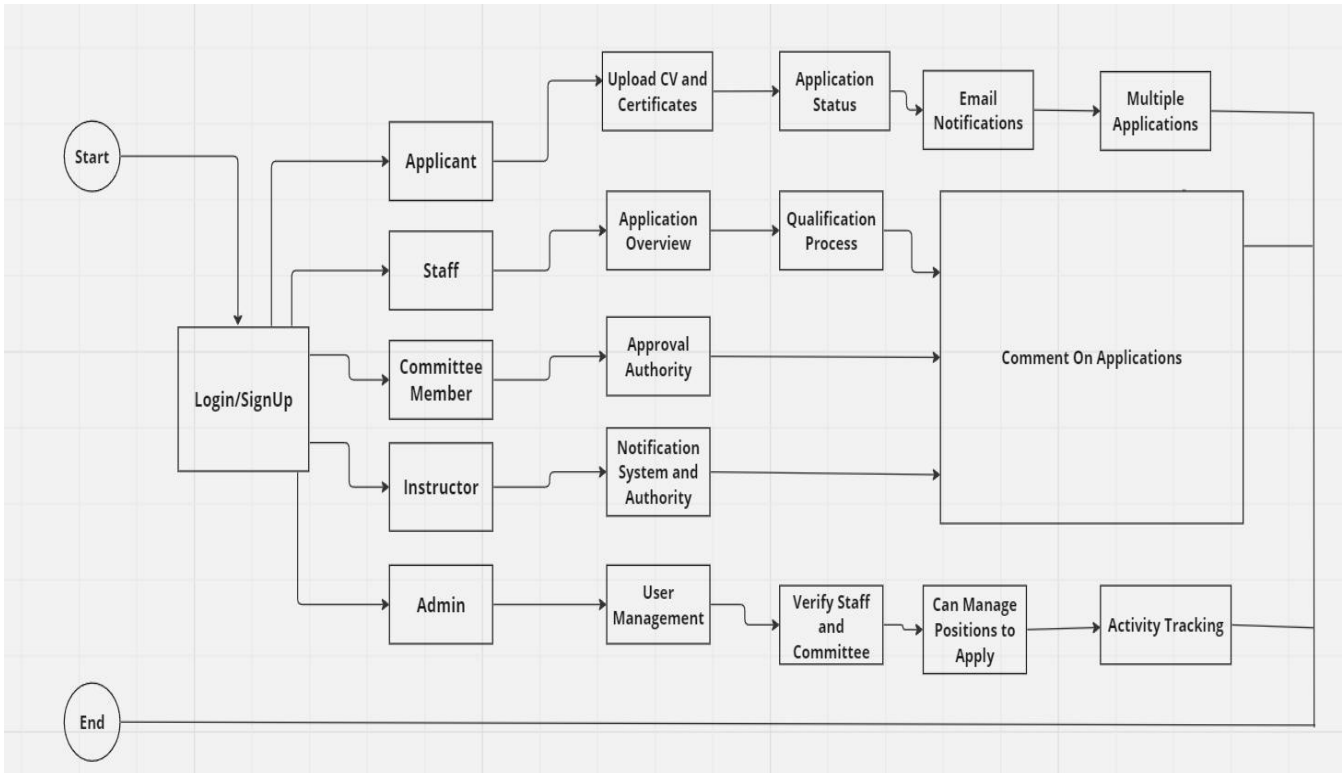 Start
Login/SignUp
Applicant
Upload CV and
Certificates
Application
Status
Email
Notifications
Multiple
Applications
Staff
Application
Overview
Qualification
Process
Committee
Member
Approval
Authority
Comment On Applications
Instructor
Notification
System and
Authority
Admin
User
Management
Verify Staff
and
Committee
Can Manage
Positions to
Apply
Activity Tracking
End